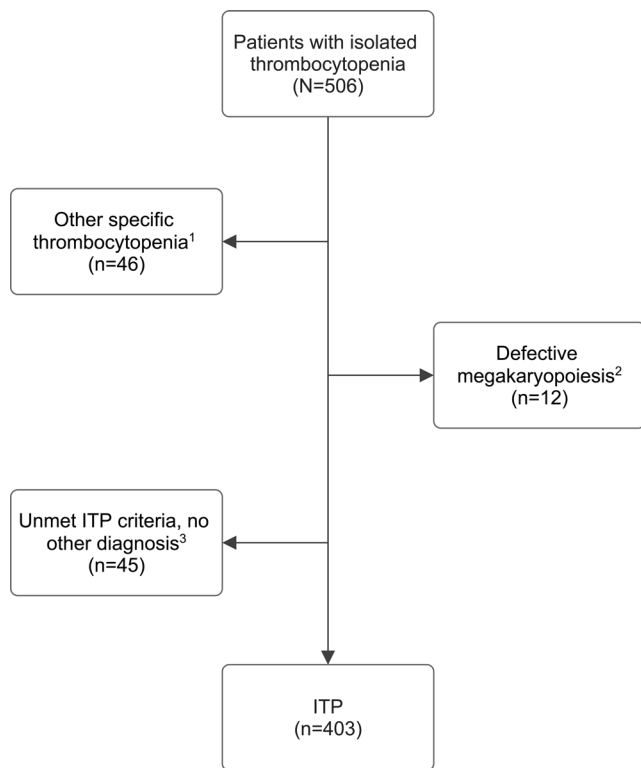 Patients with isolated
thrombocytopenia
(N=506)
Other specific
thrombocytopenia¹
(n=46)
Defective
megakaryopoiesis²
(n=12)
Unmet ITP criteria, no
other diagnosis³
(n=45)
ITP
(n=403)